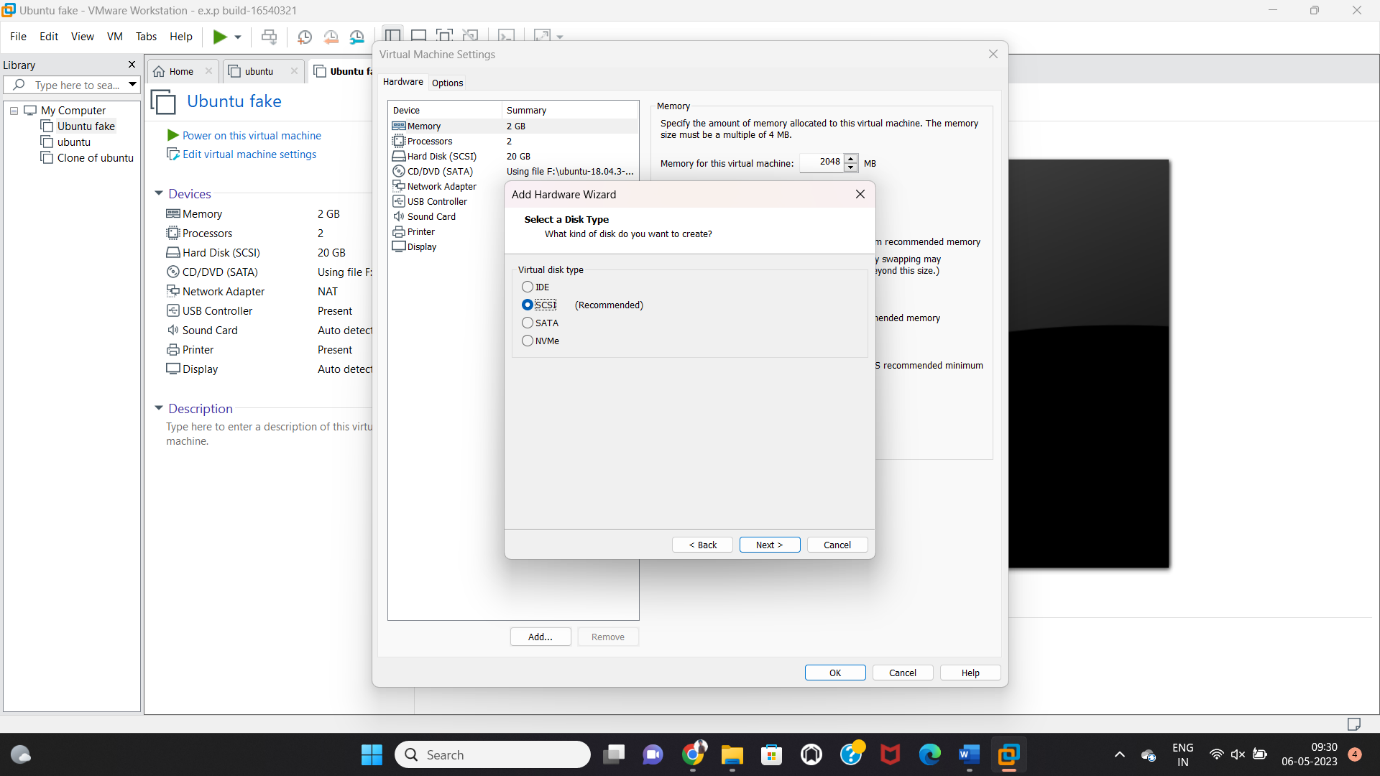 Ubuntu fake - VMware Workstation - e.x.p build-16540321
File Edit View VM Tabs Help
Library
Type here to sea...
My Computer
Ubuntu fake
ubuntu
Clone of ubuntu
Home
ubuntu
Ubuntu fa
Ubuntu fake
Power on this virtual machine
Edit virtual machine settings
Devices
Memory 2 GB
Processors 2
Hard Disk (SCSI) 20 GB
CD/DVD (SATA) Using file F:
Network Adapter NAT
USB Controller Present
Sound Card Auto detect
Printer Present
Display Auto detect
Description
Type here to enter a description of this virtu
machine.
Virtual Machine Settings
Hardware Options
Device Summary
Memory 2 GB
Processors 2
Hard Disk (SCSI) 20 GB
CD/DVD (SATA) Using file F:\ubuntu-18.04.3-...
Network Adapter
USB Controller
Sound Card
Printer
Display
Add... Remove
Memory
Specify the amount of memory allocated to this virtual machine. The memory
size must be a multiple of 4 MB.
Memory for this virtual machine: 2048 MB
m recommended memory
y swapping may
eyond this size.)
ended memory
S recommended minimum
OK Cancel Help
Add Hardware Wizard
Select a Disk Type
What kind of disk do you want to create?
Virtual disk type
IDE
SCSI (Recommended)
SATA
NVMe
< Back Next > Cancel
Search
ENG
IN
09:30
06-05-2023
4